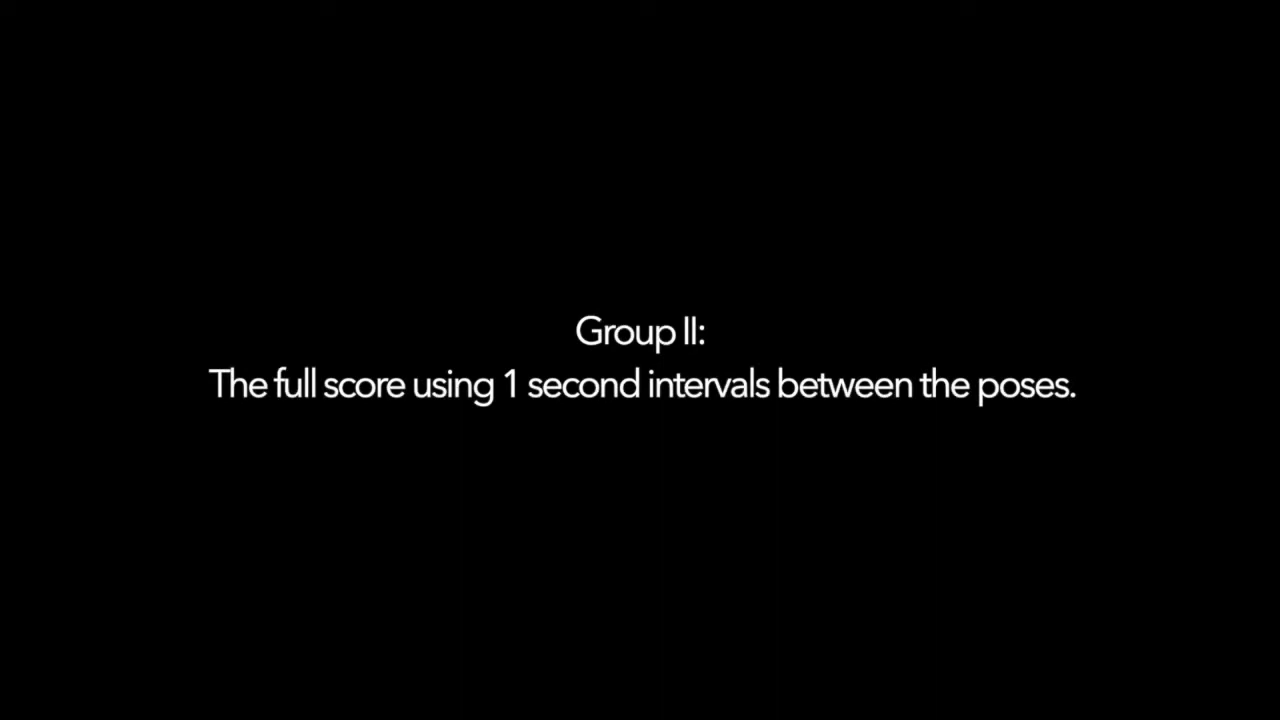 Group II:
The full score using 1 second intervals between the poses.